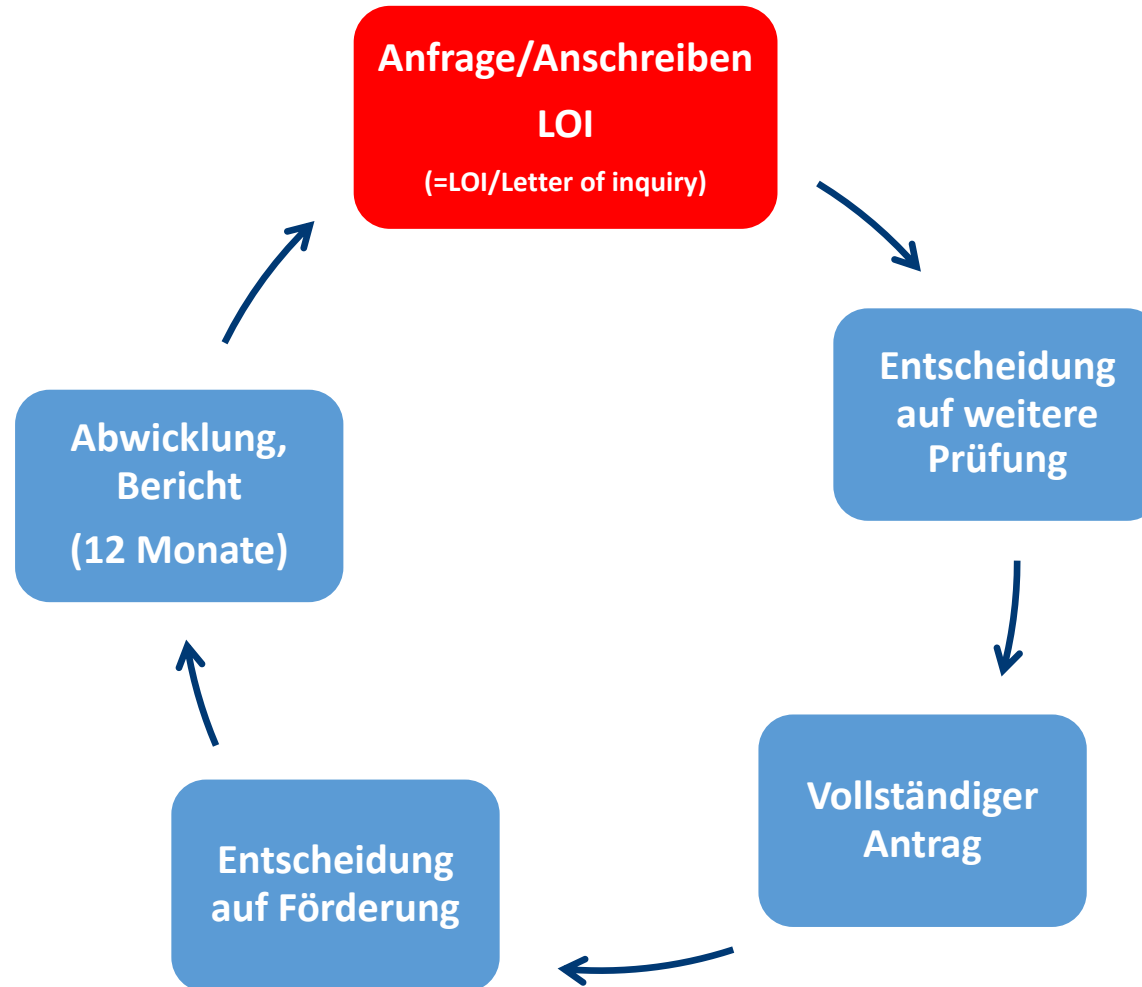 Anfrage/Anschreiben
LOI
(=LOI/Letter of inquiry)
Entscheidung
auf weitere
Prüfung
Vollständiger
Antrag
Entscheidung
auf Förderung
Abwicklung,
Bericht
(12 Monate)